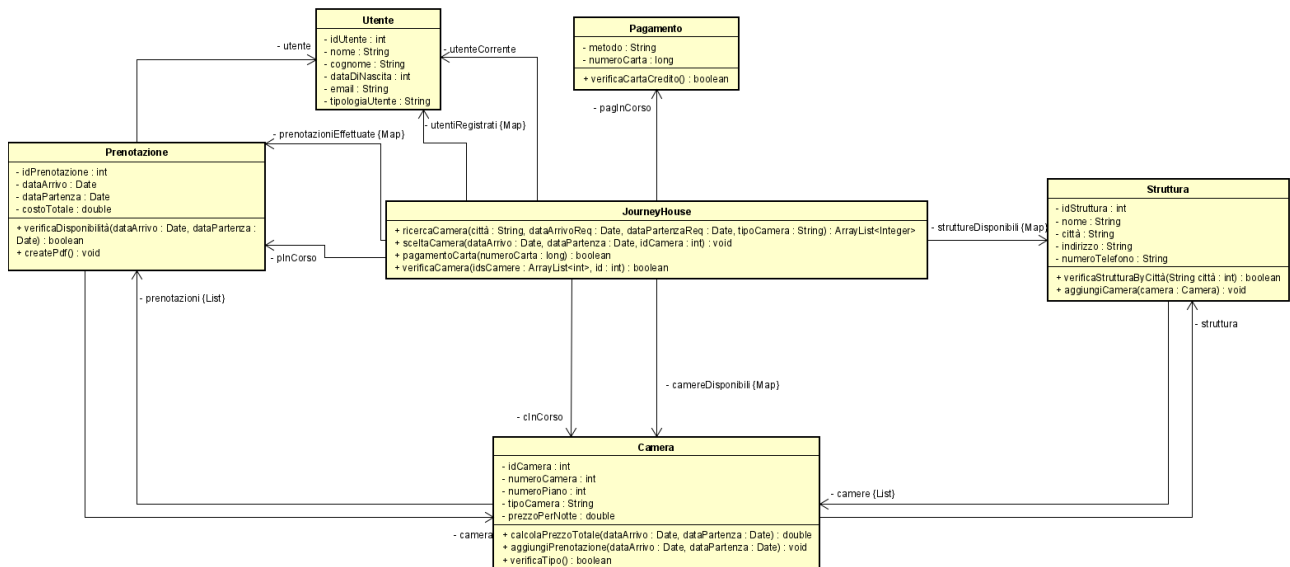 Utente
- idUtente : int
- nome : String
- cognome : String
- dataDiNascita : int
- email : String
- tipologiaUtente : String
- utente
- utenteCorrente
Pagamento
- metodo : String
- numeroCarta : long
+ verificaCartaCredito() : boolean
- pagInCorso
- utentiRegistrati {Map}
- prenotazioniEffettuate {Map}
Prenotazione
- idPrenotazione : int
- dataArrivo : Date
- dataPartenza : Date
- costoTotale : double
+ verificaDisponibilità(dataArrivo : Date, dataPartenza :
Date) : boolean
+ createPdf() : void
- pInCorso
- prenotazioni {List}
JourneyHouse
+ ricercaCamera(città : String, dataArrivoReq : Date, dataPartenzaReq : Date, tipoCamera : String) : ArrayList<Integer>
+ sceltaCamera(dataArrivo : Date, dataPartenza : Date, idCamera : int) : void
+ pagamentoCarta(numeroCarta : long) : boolean
+ verificaCamera(idsCamere : ArrayList<int>, id : int) : boolean
- struttureDisponibili {Map}
Struttura
- idStruttura : int
- nome : String
- città : String
- indirizzo : String
- numeroTelefono : String
+ verificaStrutturaByCittà(String città : int) : boolean
+ aggiungiCamera(camera : Camera) : void
- struttura
- camereDisponibili {Map}
- cInCorso
- camere {List}
- camera
Camera
- idCamera : int
- numeroCamera : int
- numeroPiano : int
- tipoCamera : String
- prezzoPerNotte : double
+ calcolaPrezzoTotale(dataArrivo : Date, dataPartenza : Date) : double
+ aggiungiPrenotazione(dataArrivo : Date, dataPartenza : Date) : void
+ verificaTipo() : boolean